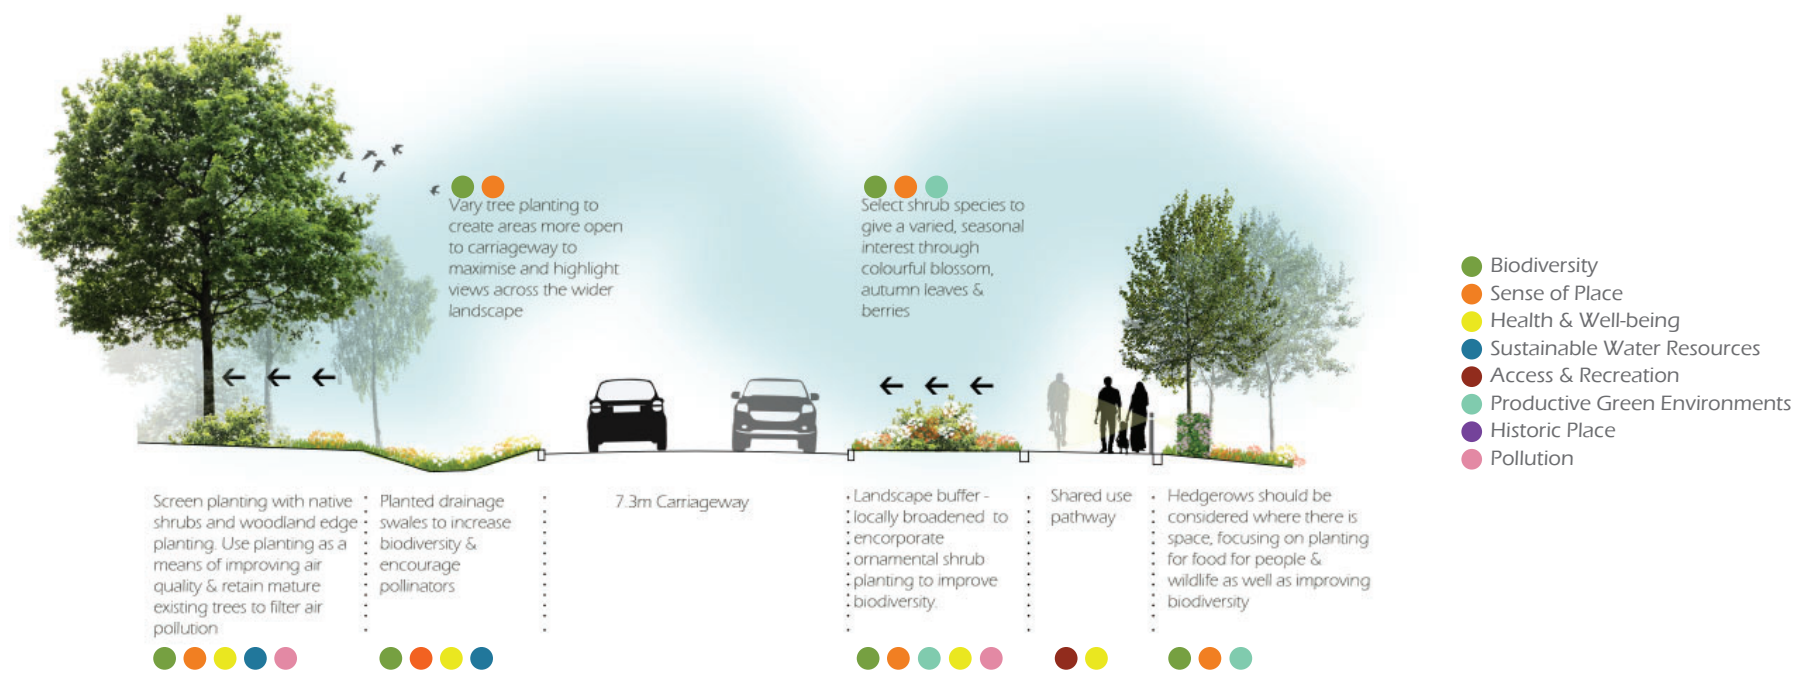 Vary tree planting to
create areas more open
to carriageway to
maximise and highlight
views across the wider
landscape
Select shrub species to
give a varied, seasonal
interest through
colourful blossom,
autumn leaves &
berries
Biodiversity
Sense of Place
Health & Well-being
Sustainable Water Resources
Access & Recreation
Productive Green Environments
Historic Place
Pollution
Screen planting with native
shrubs and woodland edge
planting. Use planting as a
means of improving air
quality & retain mature
existing trees to filter air
pollution
Planted drainage
swales to increase
biodiversity &
encourage
pollinators
7.3m Carriageway
Landscape buffer -
locally broadened to
encorporate
ornamental shrub
planting to improve
biodiversity.
Shared use
pathway
Hedgerows should be
considered where there is
space, focusing on planting
for food for people &
wildlife as well as improving
biodiversity